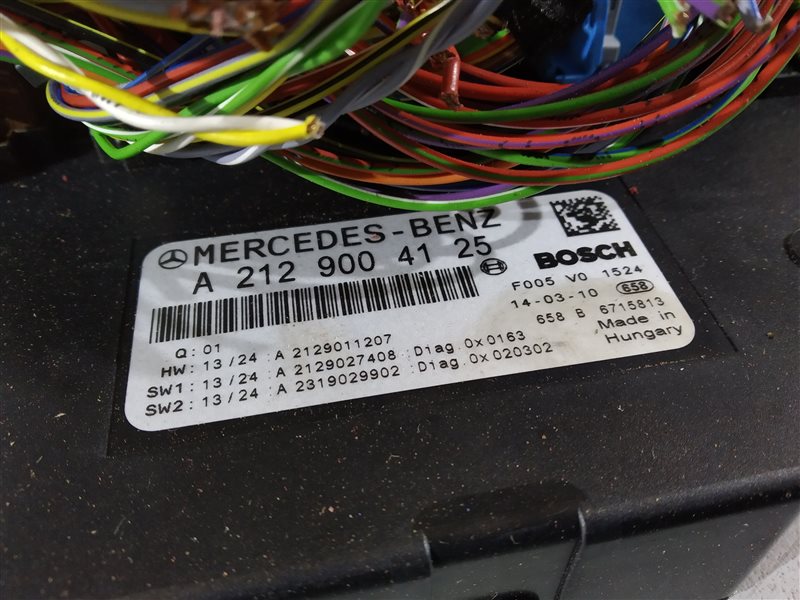 MERCEDES-BENZ
A 212 900 41 25
BOSCH
F005 V0 1524
14-03-10 658
658 B 6715813
Made in
Hungary
Q: 01
HW: 13/24 :A 2129011207
SW1: 13/24 :A 2129027408 Diag.0x0163
SW2: 13/24 :A 2319029902 Diag.0x020302